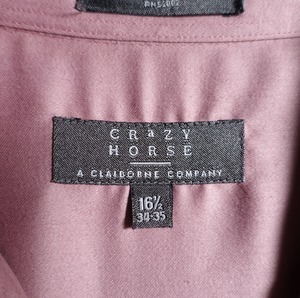 CRaZY
HORSE
A CLAIBORNE COMPANY
16½
34-35